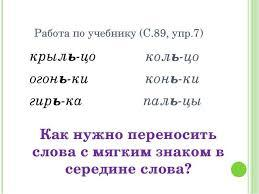 Работа по учебнику (С.89, упр.7)
крыль-цо коль-цо
огонь-ки конь-ки
гирь-ка паль-цы
Как нужно переносить
слова с мягким знаком в
середине слова?